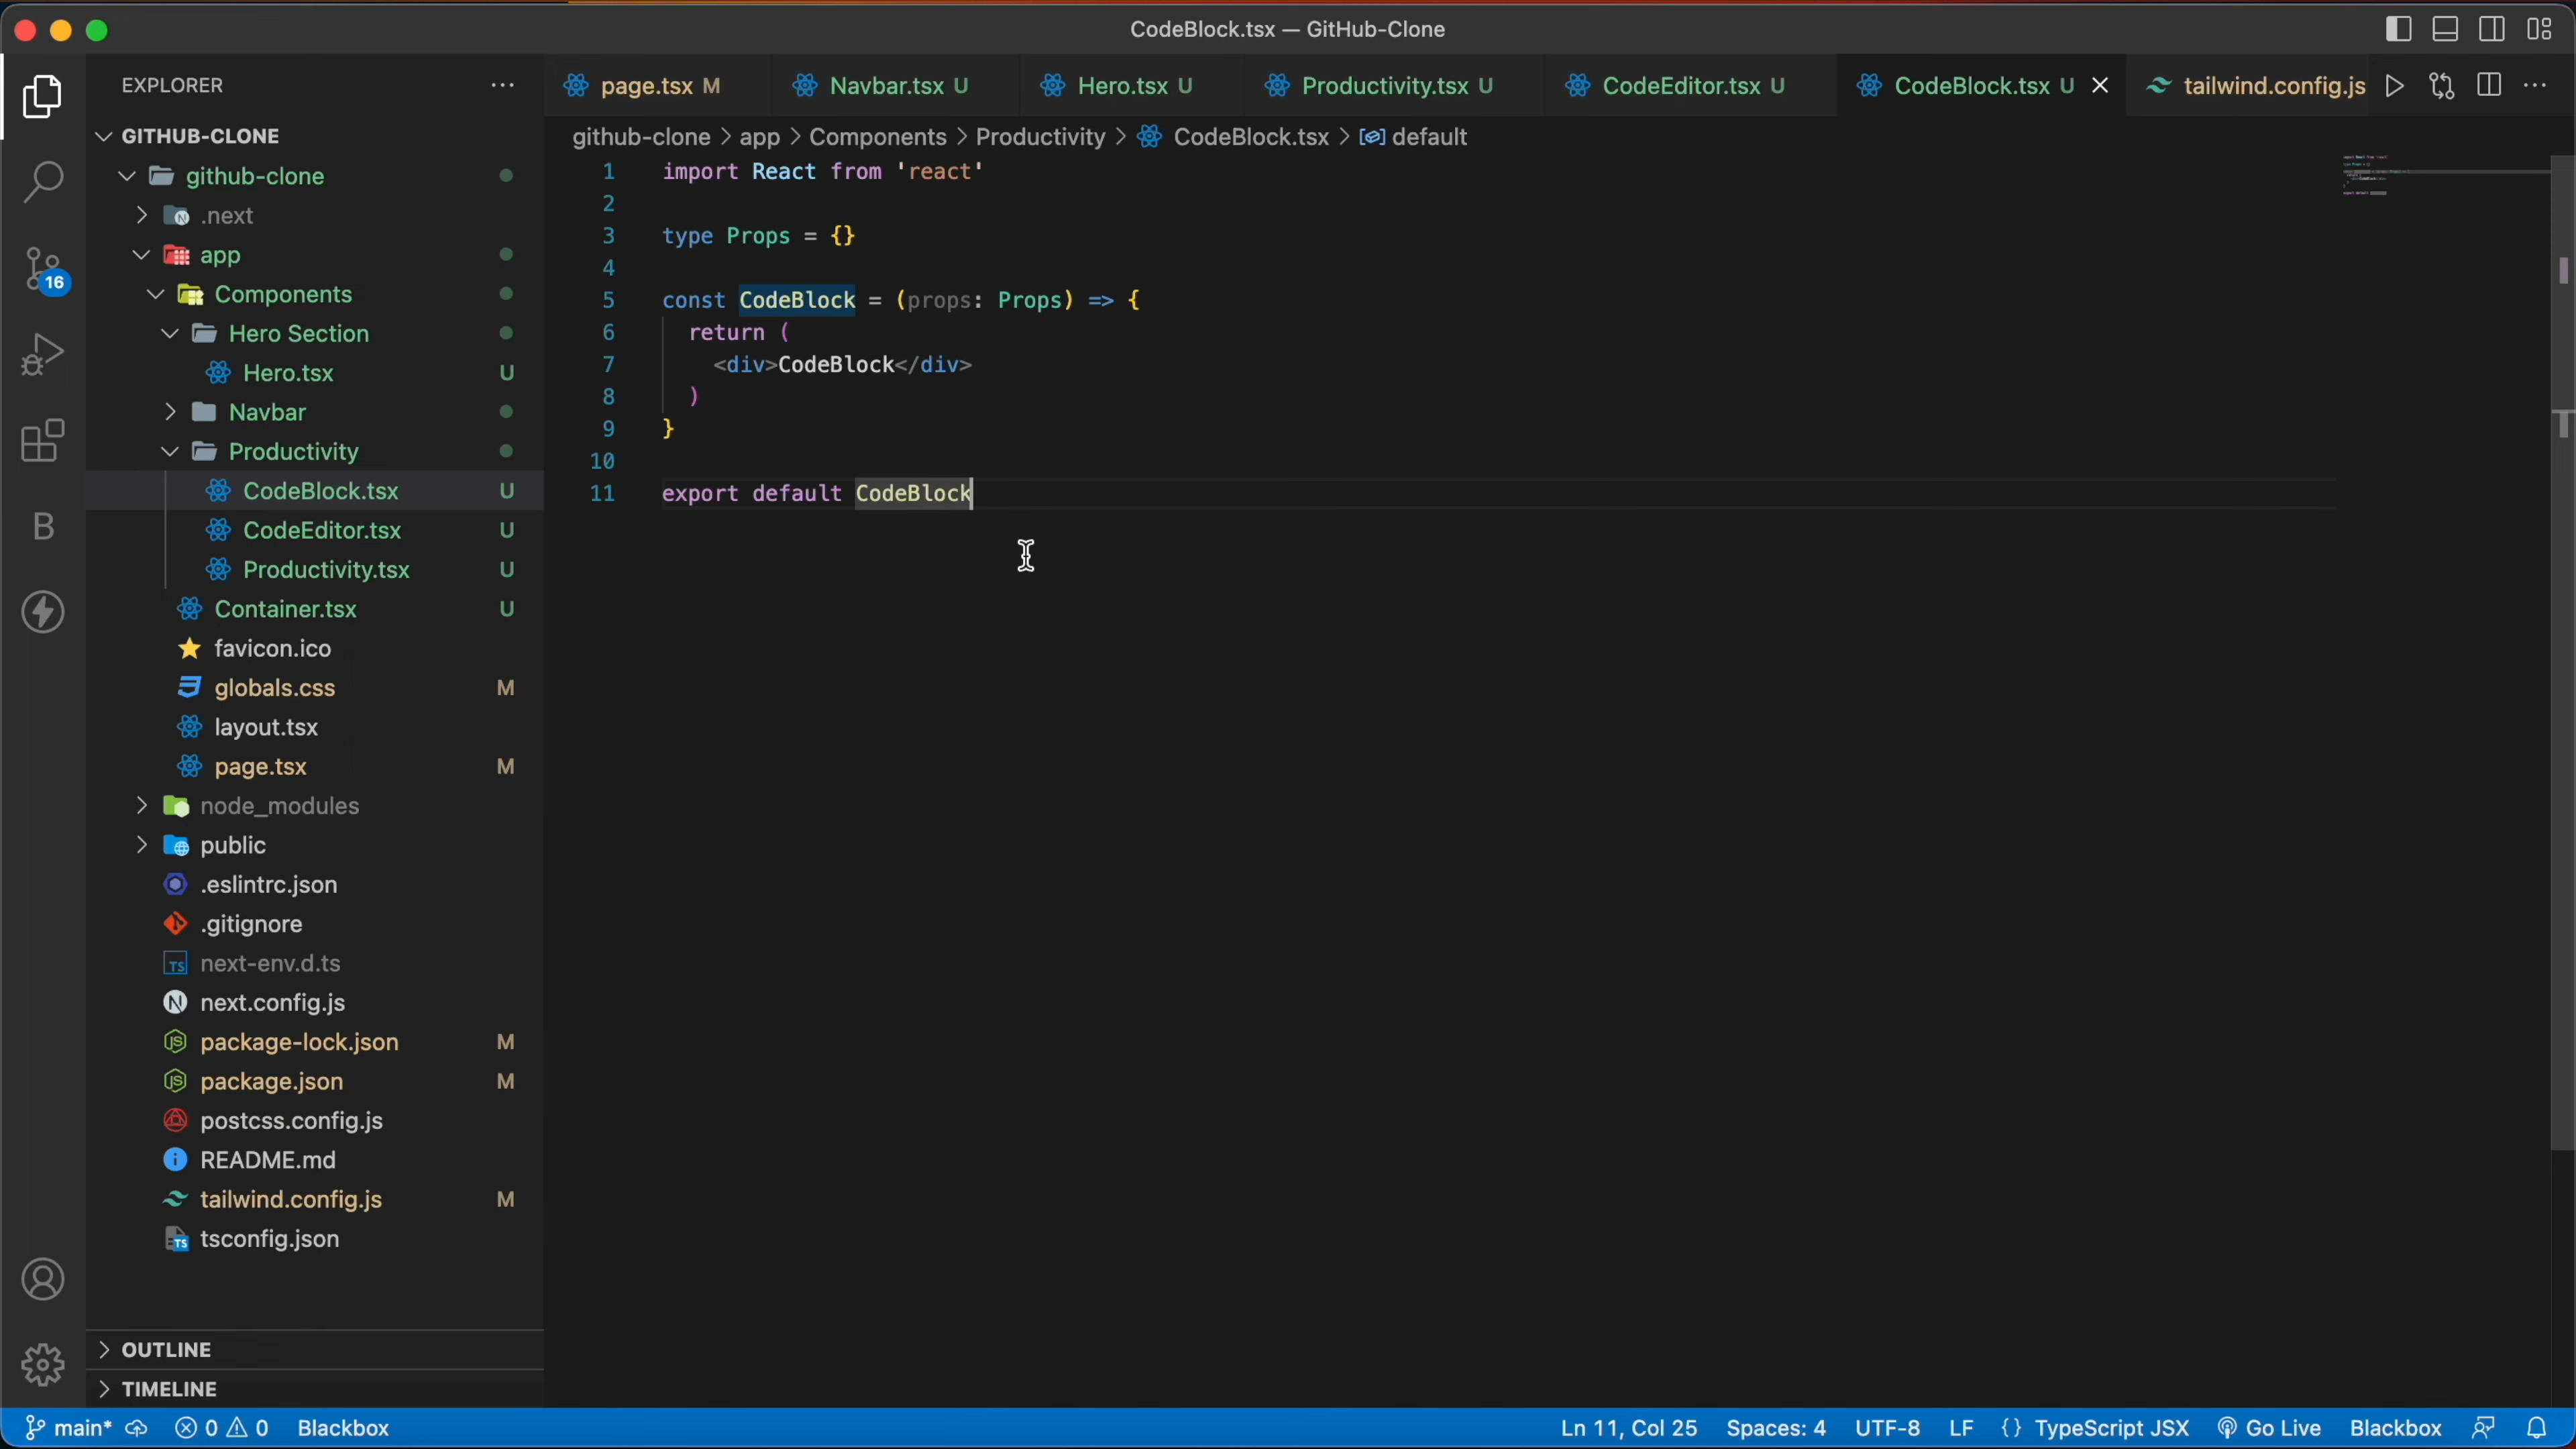 CodeBlock.tsx — GitHub-Clone
EXPLORER
GITHUB-CLONE
github-clone
.next
app
Components
Hero Section
Hero.tsx U
Navbar
Productivity
CodeBlock.tsx U
CodeEditor.tsx U
Productivity.tsx U
Container.tsx U
favicon.ico
globals.css M
layout.tsx
page.tsx M
node_modules
public
.eslintrc.json
.gitignore
next-env.d.ts
next.config.js
package-lock.json M
package.json M
postcss.config.js
README.md
tailwind.config.js M
tsconfig.json
OUTLINE
TIMELINE
16
B
page.tsx M Navbar.tsx U Hero.tsx U Productivity.tsx U CodeEditor.tsx U CodeBlock.tsx U tailwind.config.js
github-clone > app > Components > Productivity > CodeBlock.tsx > default
1 import React from 'react'
2
3 type Props = {}
4
5 const CodeBlock = (props: Props) => {
6 return (
7 <div>CodeBlock</div>
8 )
9 }
10
11 export default CodeBlock
main* 0 0 Blackbox Ln 11, Col 25 Spaces: 4 UTF-8 LF {} TypeScript JSX Go Live Blackbox